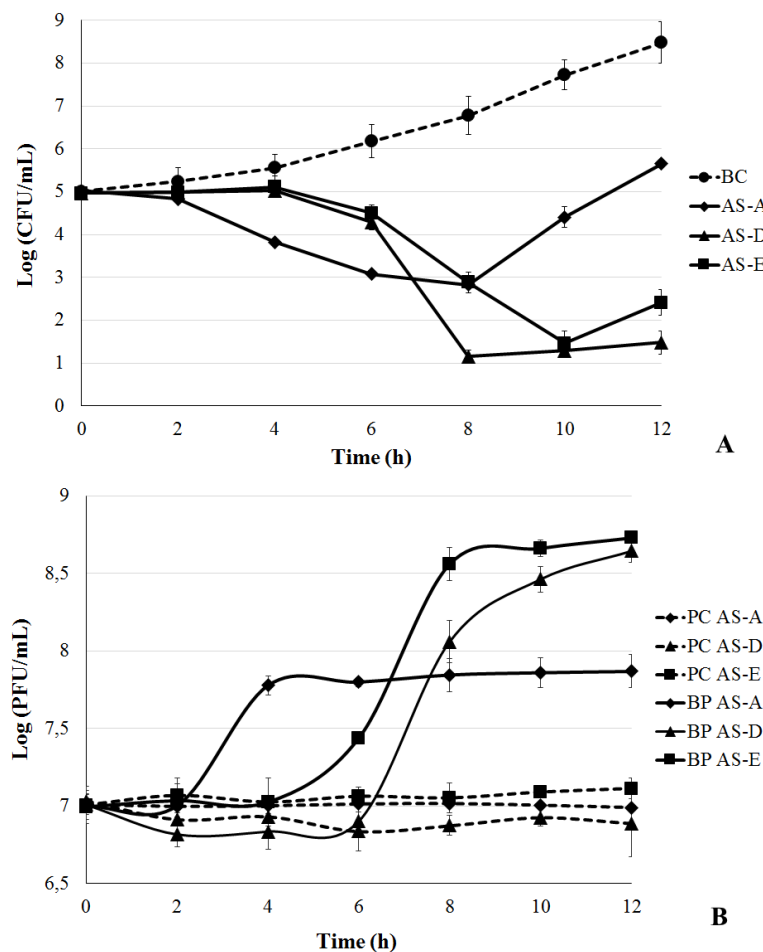 9
8
7
6
5
4
3
2
1
0
Log (CFU/mL)
0 2 4 6 8 10 12
Time (h)
BC
AS-A
AS-D
AS-E
A
9
8,5
8
7,5
7
6,5
Log (PFU/mL)
0 2 4 6 8 10 12
Time (h)
PC AS-A
PC AS-D
PC AS-E
BP AS-A
BP AS-D
BP AS-E
B